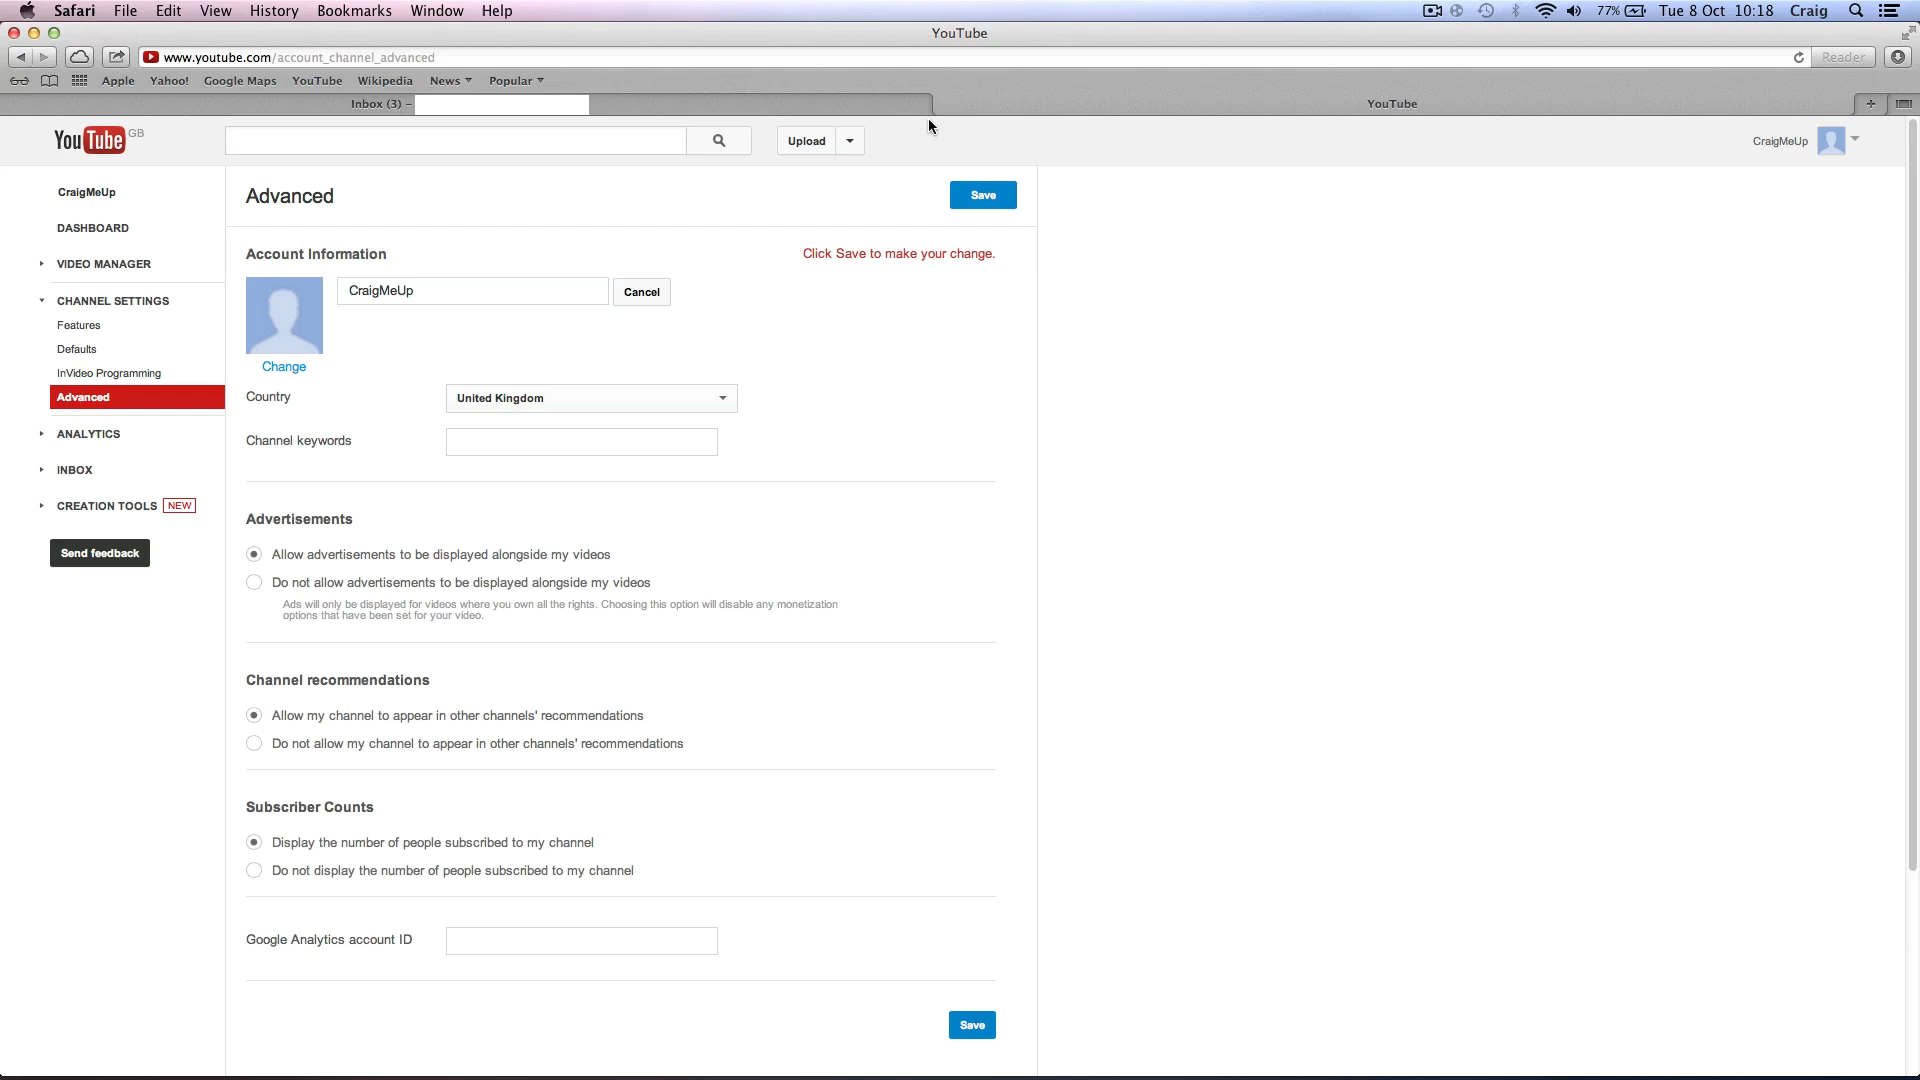 Safari File Edit View History Bookmarks Window Help 77% Tue 8 Oct 10:18 Craig
YouTube
www.youtube.com/account_channel_advanced Reader
Apple Yahoo! Google Maps YouTube Wikipedia News Popular
Inbox (3) – YouTube
YouTube GB Upload CraigMeUp
CraigMeUp
DASHBOARD
VIDEO MANAGER
CHANNEL SETTINGS
Features
Defaults
InVideo Programming
Advanced
ANALYTICS
INBOX
CREATION TOOLS NEW
Send feedback
Advanced Save
Account Information Click Save to make your change.
CraigMeUp Cancel
Change
Country United Kingdom
Channel keywords
Advertisements
Allow advertisements to be displayed alongside my videos
Do not allow advertisements to be displayed alongside my videos
Ads will only be displayed for videos where you own all the rights. Choosing this option will disable any monetization
options that have been set for your video.
Channel recommendations
Allow my channel to appear in other channels' recommendations
Do not allow my channel to appear in other channels' recommendations
Subscriber Counts
Display the number of people subscribed to my channel
Do not display the number of people subscribed to my channel
Google Analytics account ID
Save